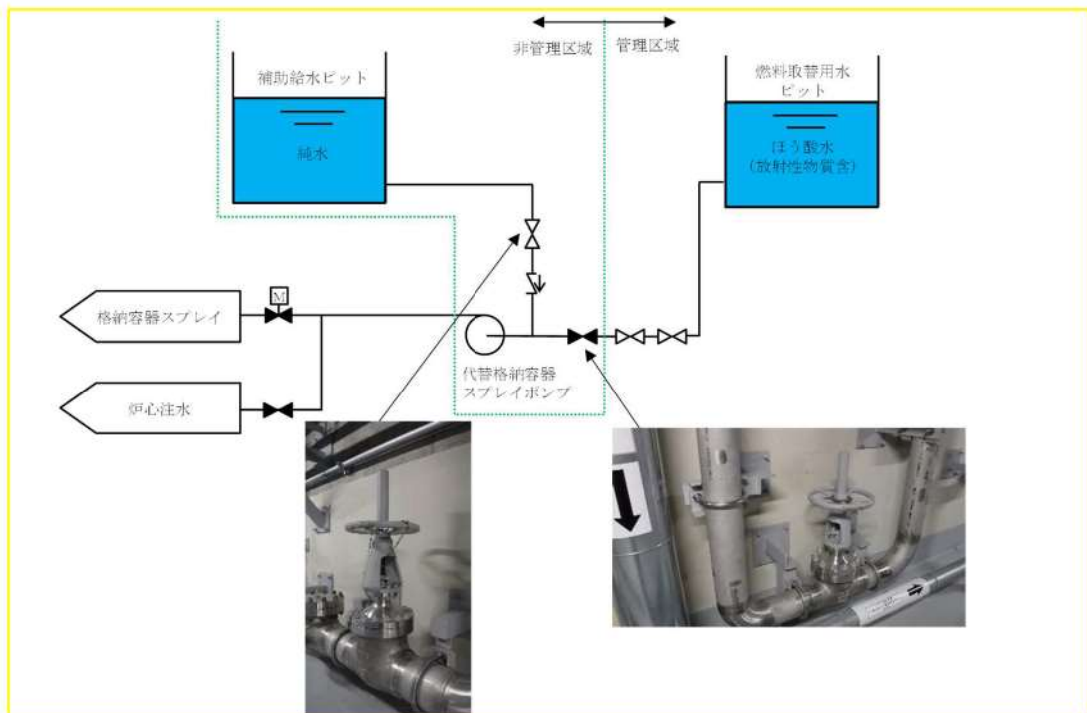 非管理区域
管理区域
補助給水ピット
純水
燃料取替用水
ピット
ほう酸水
(放射性物質含)
M
格納容器スプレイ
代替格納容器
スプレイポンプ
炉心注水